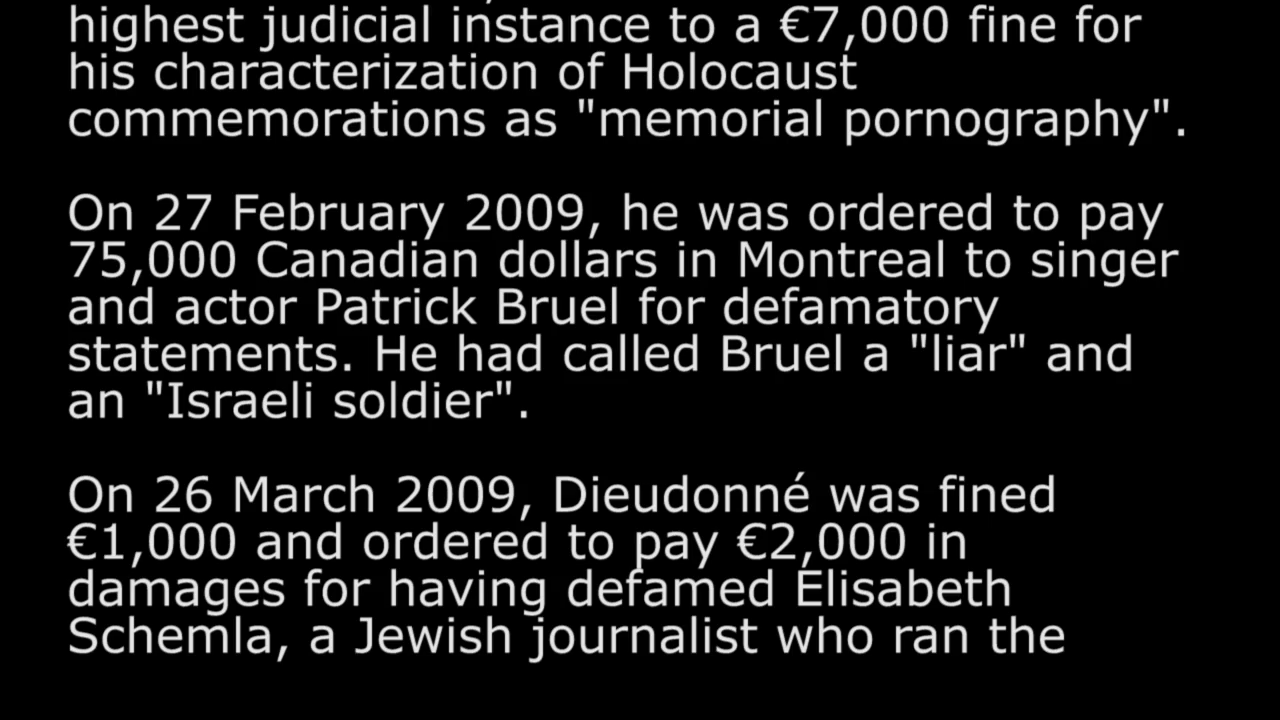 highest judicial instance to a €7,000 fine for
his characterization of Holocaust
commemorations as "memorial pornography".
On 27 February 2009, he was ordered to pay
75,000 Canadian dollars in Montreal to singer
and actor Patrick Bruel for defamatory
statements. He had called Bruel a "liar" and
an "Israeli soldier".
On 26 March 2009, Dieudonné was fined
€1,000 and ordered to pay €2,000 in
damages for having defamed Elisabeth
Schemla, a Jewish journalist who ran the